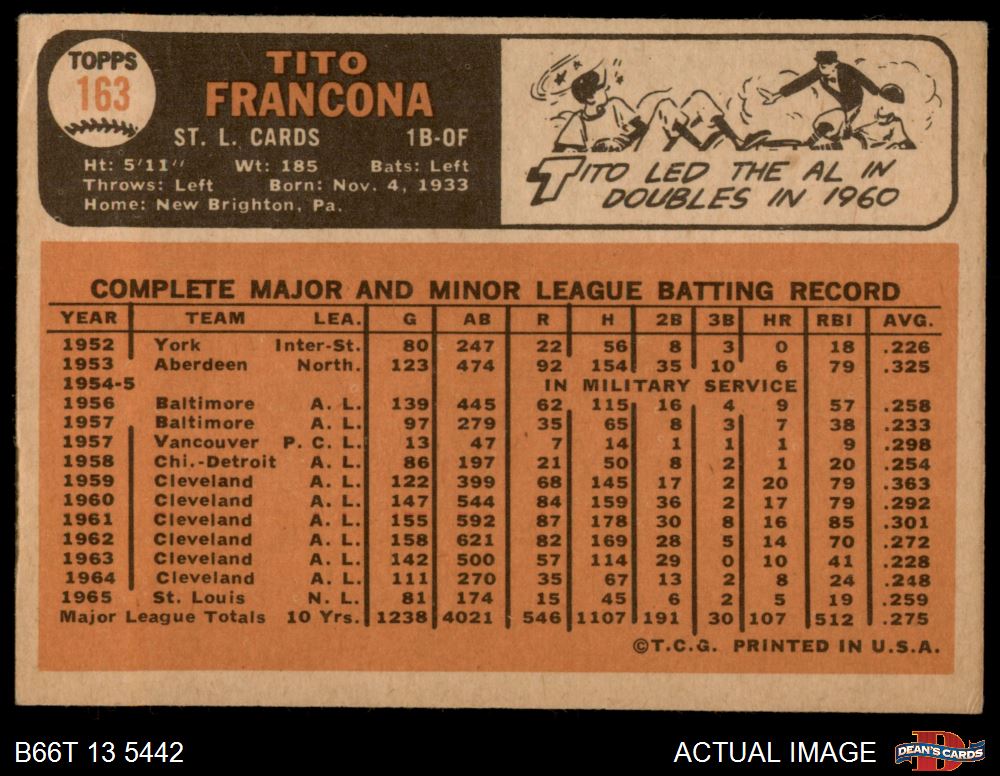 TOPPS
163
TITO
FRANCONA
ST. L. CARDS 1B-OF
Ht: 5'11" Wt: 185 Bats: Left
Throws: Left Born: Nov. 4, 1933
Home: New Brighton, Pa.
TITO LED THE AL IN
DOUBLES IN 1960
COMPLETE MAJOR AND MINOR LEAGUE BATTING RECORD
YEAR TEAM LEA. G AB R H 2B 3B HR RBI AVG.
1952 York Inter-St. 80 247 22 56 8 3 0 18 .226
1953 Aberdeen North. 123 474 92 154 35 10 6 79 .325
1954-5 IN MILITARY SERVICE
1956 Baltimore A. L. 139 445 62 115 16 4 9 57 .258
1957 Baltimore A. L. 97 279 35 65 8 3 7 38 .233
1957 Vancouver P. C. L. 13 47 7 14 1 1 1 9 .298
1958 Chi.-Detroit A. L. 86 197 21 50 8 2 1 20 .254
1959 Cleveland A. L. 122 399 68 145 17 2 20 79 .363
1960 Cleveland A. L. 147 544 84 159 36 2 17 79 .292
1961 Cleveland A. L. 155 592 87 178 30 8 16 85 .301
1962 Cleveland A. L. 158 621 82 169 28 5 14 70 .272
1963 Cleveland A. L. 142 500 57 114 29 0 10 41 .228
1964 Cleveland A. L. 111 270 35 67 13 2 8 24 .248
1965 St. Louis N. L. 81 174 15 45 6 2 5 19 .259
Major League Totals 10 Yrs. 1238 4021 546 1107 191 30 107 512 .275
©T.C.G. PRINTED IN U.S.A.
B66T 13 5442
ACTUAL IMAGE
DEAN'S CARDS